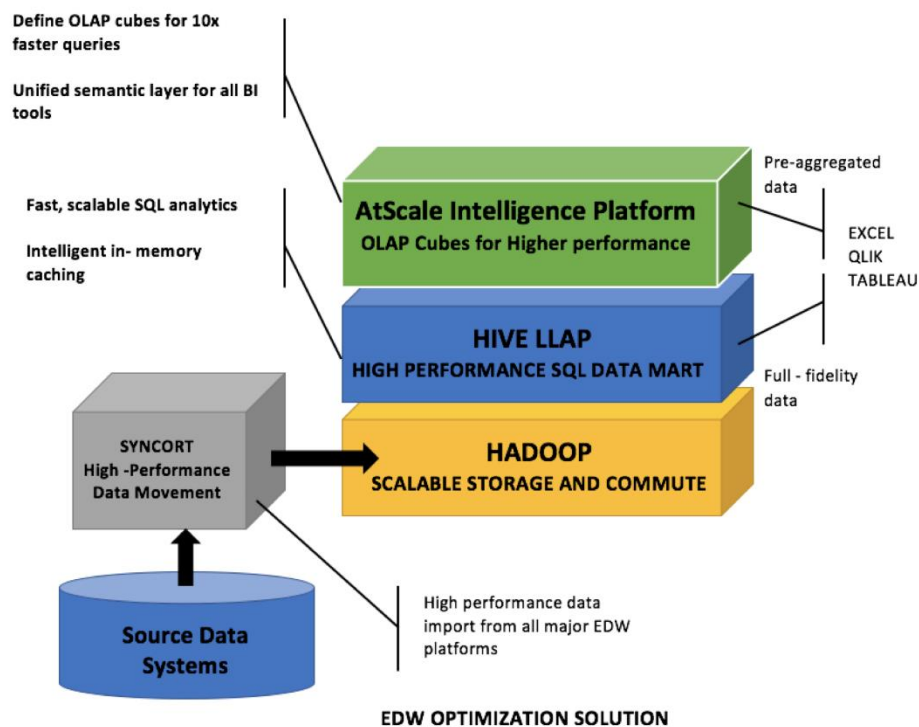 Define OLAP cubes for 10x
faster queries
Unified semantic layer for all BI
tools
Fast, scalable SQL analytics
Intelligent in- memory
caching
AtScale Intelligence Platform
OLAP Cubes for Higher performance
Pre-aggregated
data
EXCEL
QLIK
TABLEAU
HIVE LLAP
HIGH PERFORMANCE SQL DATA MART
Full - fidelity
data
HADOOP
SCALABLE STORAGE AND COMMUTE
SYNCORT
High -Performance
Data Movement
Source Data
Systems
High performance data
import from all major EDW
platforms
EDW OPTIMIZATION SOLUTION